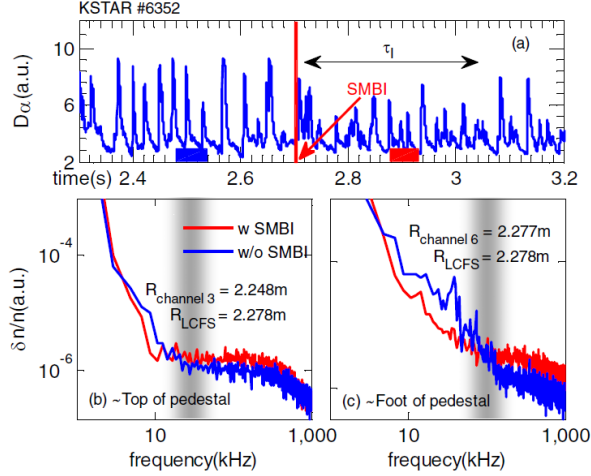 KSTAR #6352
(a)
τI
Dα(a.u.)
10
6
2
SMBI
time(s)
2.4
2.6
2.8
3
3.2
w SMBI
w/o SMBI
Rchannel 3 = 2.248m
RLCFS = 2.278m
Rchannel 6 = 2.277m
RLCFS = 2.278m
δn/n(a.u.)
10-4
10-6
(b) ~Top of pedestal
(c) ~Foot of pedestal
10
1,000
10
1,000
frequency(kHz)
frequecy(kHz)